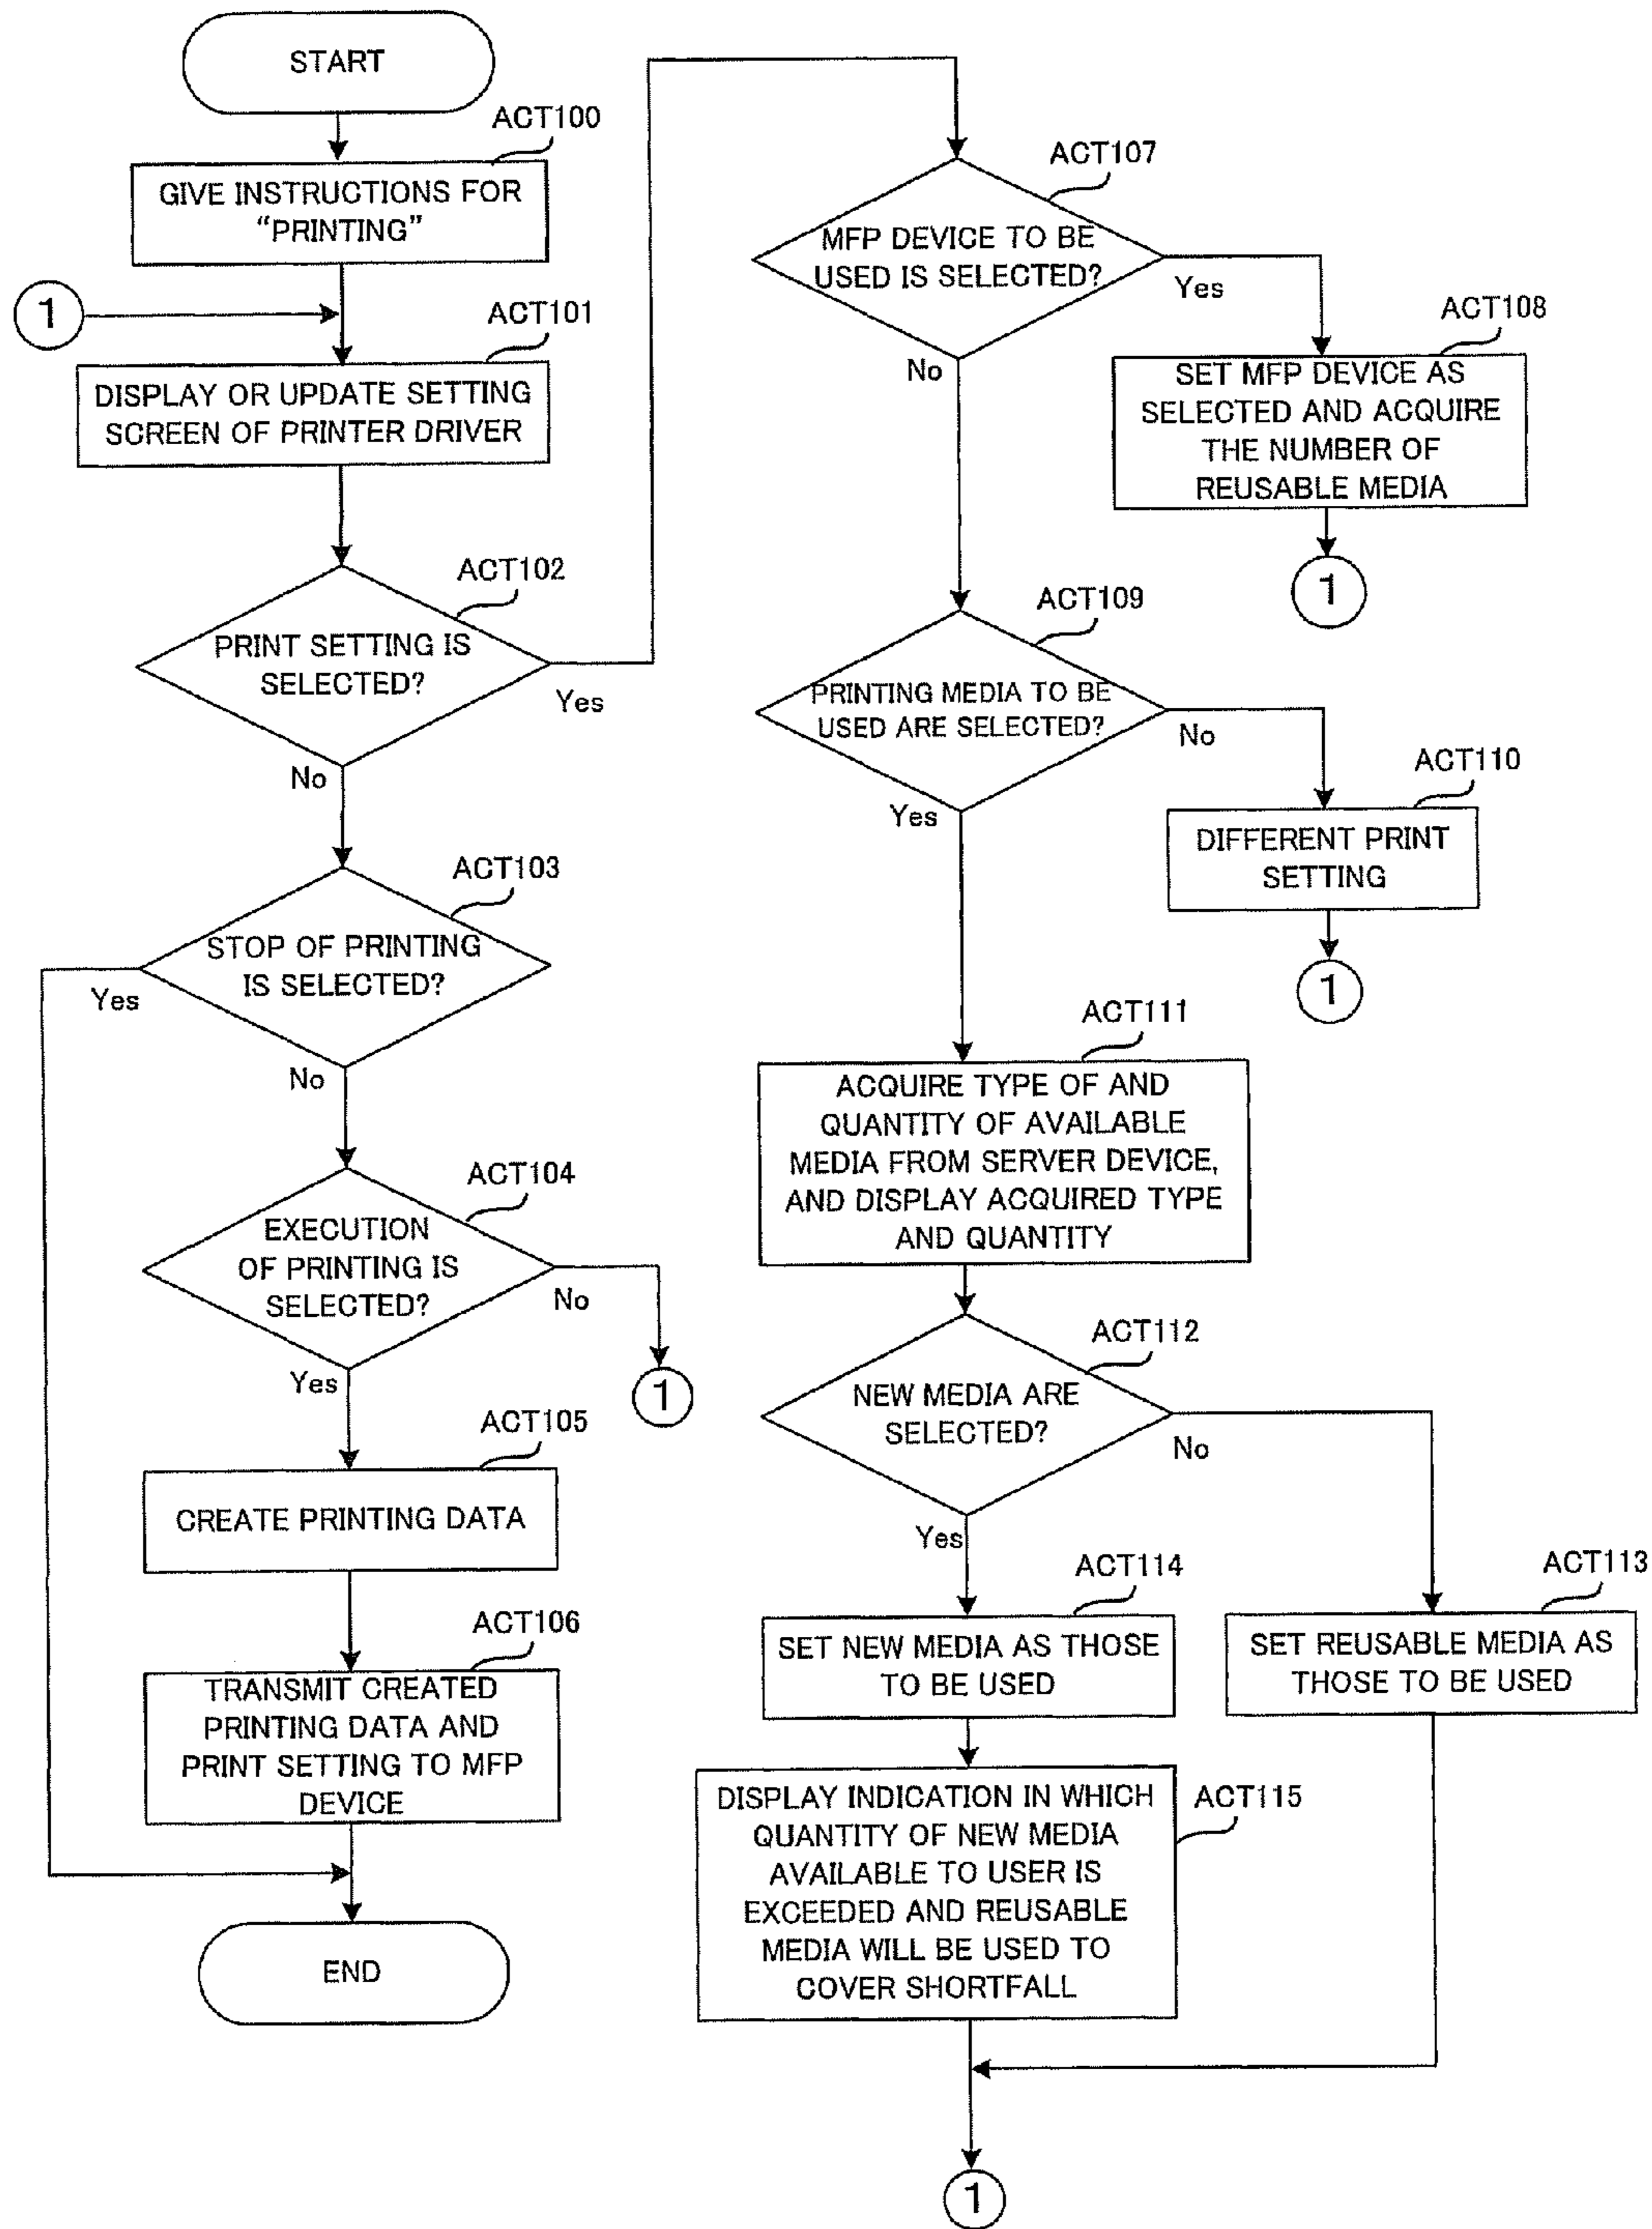 START
ACT100
GIVE INSTRUCTIONS FOR
“PRINTING”
1
ACT101
DISPLAY OR UPDATE SETTING
SCREEN OF PRINTER DRIVER
ACT102
PRINT SETTING IS
SELECTED?
Yes
No
ACT103
STOP OF PRINTING
IS SELECTED?
Yes
No
ACT104
EXECUTION
OF PRINTING IS
SELECTED?
No
Yes
1
ACT105
CREATE PRINTING DATA
ACT106
TRANSMIT CREATED
PRINTING DATA AND
PRINT SETTING TO MFP
DEVICE
END
ACT107
MFP DEVICE TO BE
USED IS SELECTED?
Yes
No
ACT108
SET MFP DEVICE AS
SELECTED AND ACQUIRE
THE NUMBER OF
REUSABLE MEDIA
1
ACT109
PRINTING MEDIA TO BE
USED ARE SELECTED?
No
Yes
ACT110
DIFFERENT PRINT
SETTING
1
ACT111
ACQUIRE TYPE OF AND
QUANTITY OF AVAILABLE
MEDIA FROM SERVER DEVICE,
AND DISPLAY ACQUIRED TYPE
AND QUANTITY
ACT112
NEW MEDIA ARE
SELECTED?
No
Yes
ACT114
SET NEW MEDIA AS THOSE
TO BE USED
ACT113
SET REUSABLE MEDIA AS
THOSE TO BE USED
ACT115
DISPLAY INDICATION IN WHICH
QUANTITY OF NEW MEDIA
AVAILABLE TO USER IS
EXCEEDED AND REUSABLE
MEDIA WILL BE USED TO
COVER SHORTFALL
1